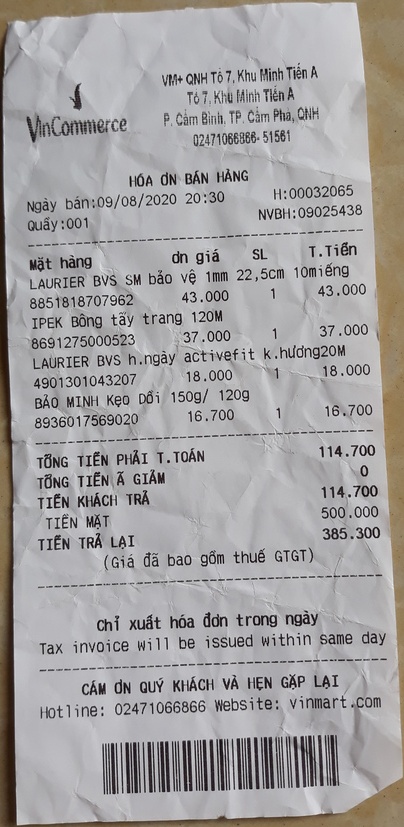 VM+ QNH Tổ 7, Khu Minh Tiến A
Tổ 7, Khu Minh Tiến A
P. Cẩm Bình, TP. Cẩm Phả, QNH
02471066866- 51561
VinCommerce
HÓA ĐN BÁN HÀNG
Ngày bán:09/08/2020 20:30 H:00032065
Quầy:001 NVBH:09025438
Mặt hàng Đn giá SL T.Tiền
LAURIER BVS SM bảo vệ 1mm 22,5cm 10miếng
8851818707962 43.000 1 43.000
IPEK Bông tẩy trang 120M
8691275000523 37.000 1 37.000
LAURIER BVS h.ngày activefit k.hương20M
4901301043207 18.000 1 18.000
BẢO MINH Kẹo Dồi 150g/ 120g
8936017569020 16.700 1 16.700
TỔNG TIỀN PHẢI T.TOÁN 114.700
TỔNG TIỀN Ã GIẢM 0
TIỀN KHÁCH TRẢ 114.700
TIỀN MẶT 500.000
TIỀN TRẢ LẠI 385.300
(Giá đã bao gồm thuế GTGT)
Chỉ xuất hóa đơn trong ngày
Tax invoice will be issued within same day
CẢM ƠN QUÝ KHÁCH VÀ HẸN GẶP LẠI
Hotline: 02471066866 Website: vinmart.com